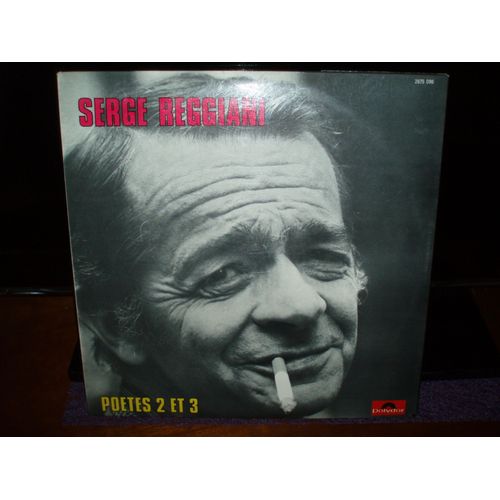 SERGE REGGIANI
POETES 2 ET 3
Polydor